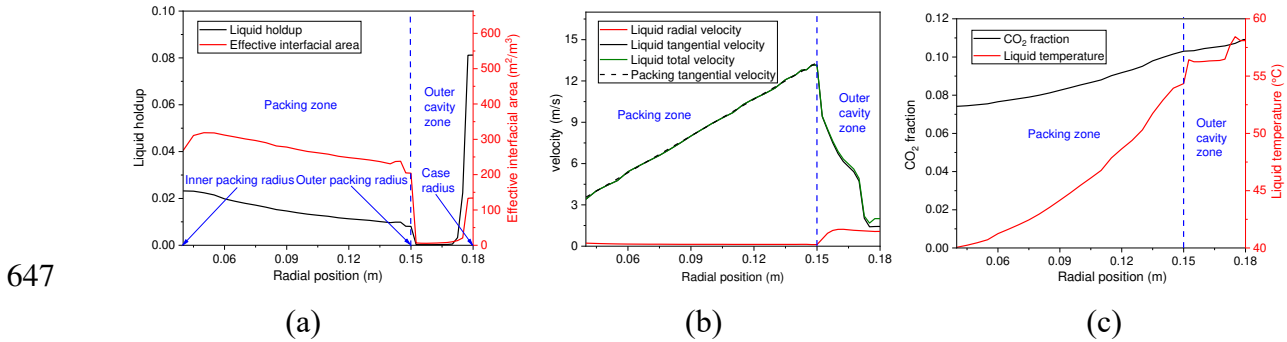 0.10
0.08
0.06
0.04
0.02
0.00
Liquid holdup
Liquid holdup
Effective interfacial area
Packing zone
Outer
cavity
zone
Inner packing radius
Outer packing radius
Case
radius
0.06
0.09
0.12
0.15
0.18
Radial position (m)
600
500
400
300
200
100
0
Effective interfacial area (m²/m³)
15
12
9
6
3
0
velocity (m/s)
Liquid radial velocity
Liquid tangential velocity
Liquid total velocity
Packing tangential velocity
Packing zone
Outer
cavity
zone
0.06
0.09
0.12
0.15
0.18
Radial position (m)
0.12
0.10
0.08
0.06
0.04
0.02
0.00
CO₂ fraction
CO₂ fraction
Liquid temperature
Packing zone
Outer
cavity
zone
0.06
0.09
0.12
0.15
0.18
Radial position (m)
60
55
50
45
40
Liquid temperature (°C)
647
(a)
(b)
(c)